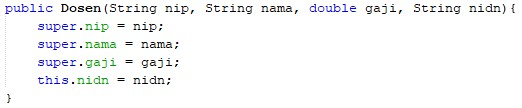 public Dosen(String nip, String nama, double gaji, String nidn){
super.nip = nip;
super.nama = nama;
super.gaji = gaji;
this.nidn = nidn;
}